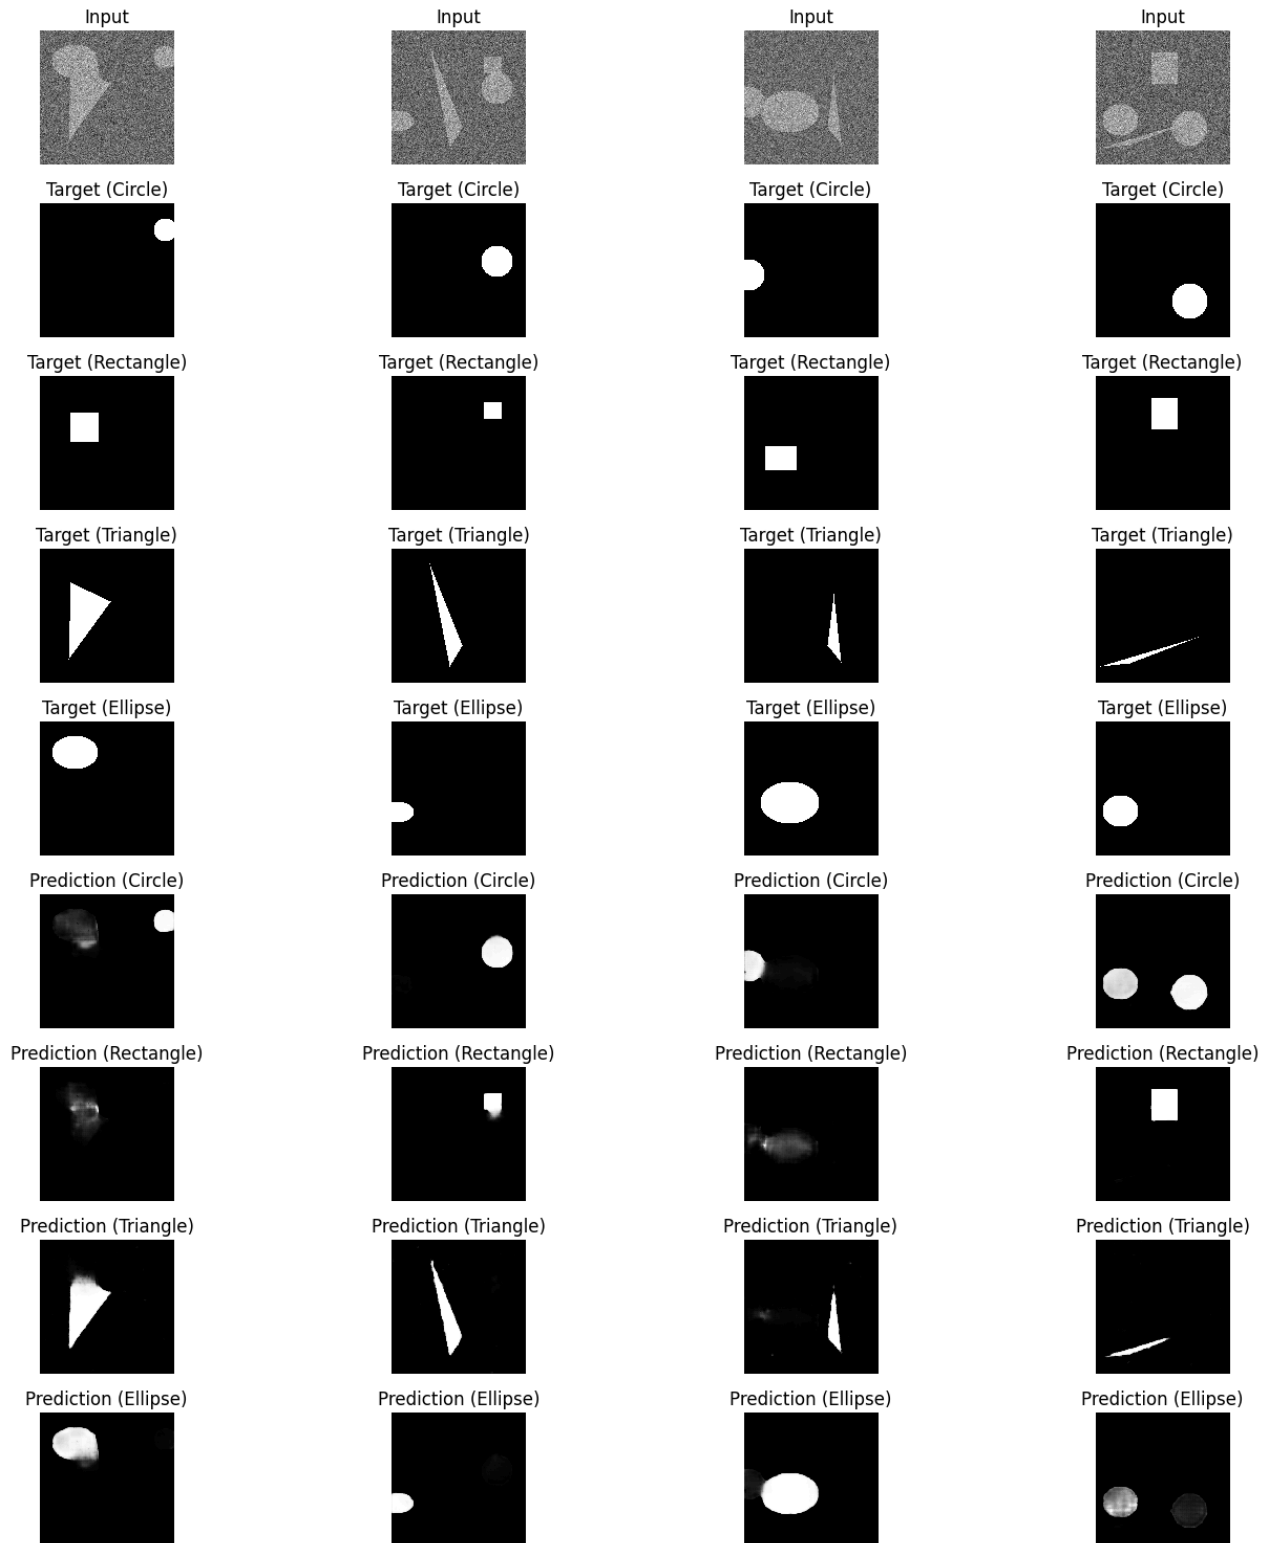 Input Input Input Input
Target (Circle) Target (Circle) Target (Circle) Target (Circle)
Target (Rectangle) Target (Rectangle) Target (Rectangle) Target (Rectangle)
Target (Triangle) Target (Triangle) Target (Triangle) Target (Triangle)
Target (Ellipse) Target (Ellipse) Target (Ellipse) Target (Ellipse)
Prediction (Circle) Prediction (Circle) Prediction (Circle) Prediction (Circle)
Prediction (Rectangle) Prediction (Rectangle) Prediction (Rectangle) Prediction (Rectangle)
Prediction (Triangle) Prediction (Triangle) Prediction (Triangle) Prediction (Triangle)
Prediction (Ellipse) Prediction (Ellipse) Prediction (Ellipse) Prediction (Ellipse)